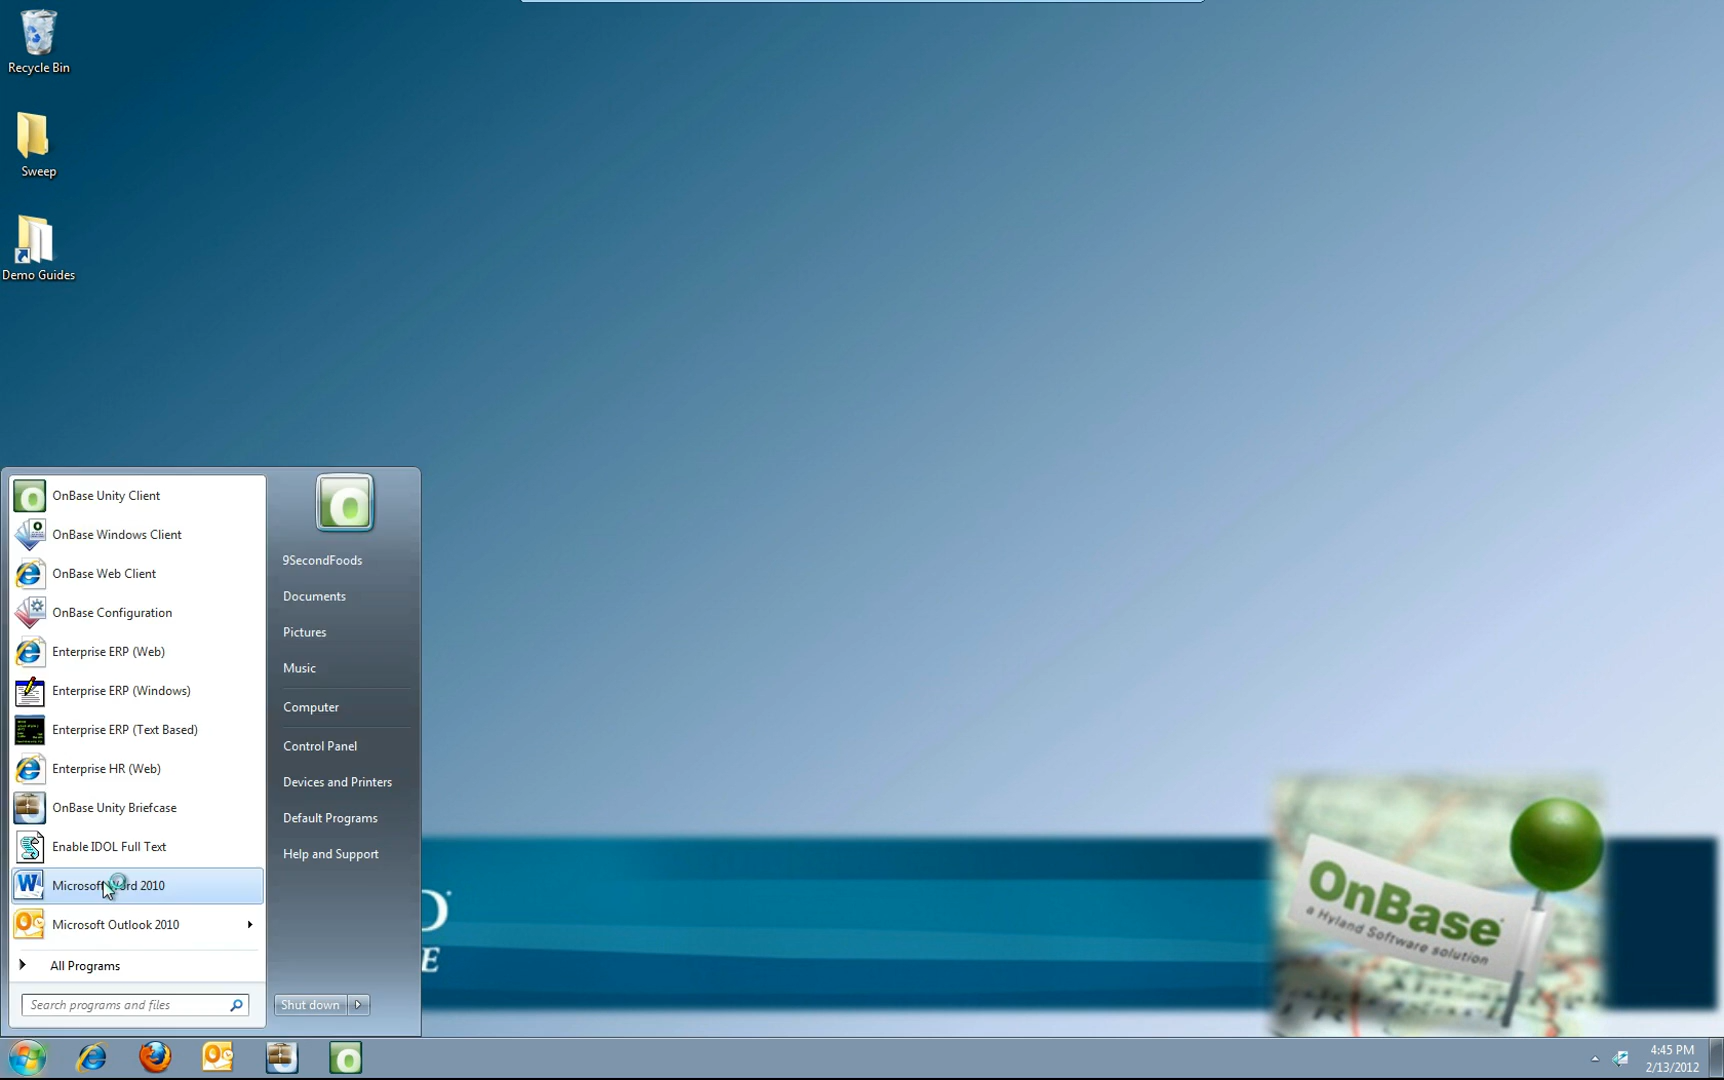 Recycle Bin
Sweep
Demo Guides
OnBase Unity Client
OnBase Windows Client
OnBase Web Client
OnBase Configuration
Enterprise ERP (Web)
Enterprise ERP (Windows)
Enterprise ERP (Text Based)
Enterprise HR (Web)
OnBase Unity Briefcase
Enable IDOL Full Text
Microsoft Word 2010
Microsoft Outlook 2010
All Programs
Search programs and files
9SecondFoods
Documents
Pictures
Music
Computer
Control Panel
Devices and Printers
Default Programs
Help and Support
Shut down
OnBase
a Hyland Software solution
4:45 PM
2/13/2012